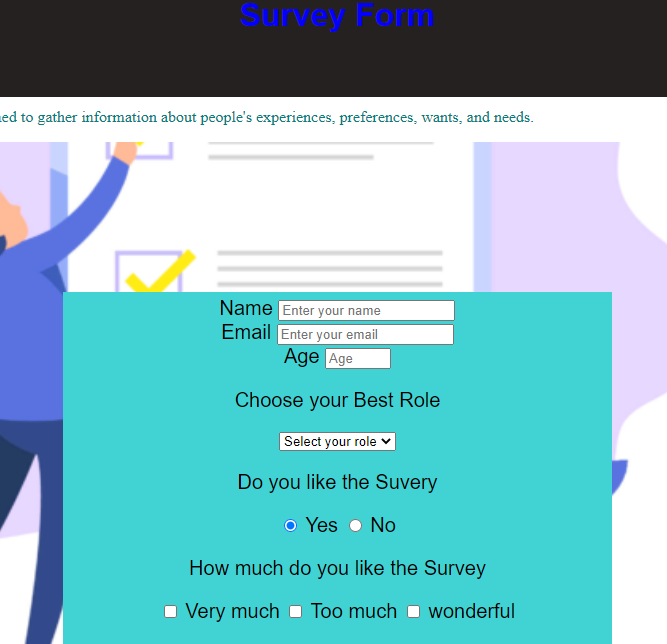 Survey Form
ed to gather information about people's experiences, preferences, wants, and needs.
Name Enter your name
Email Enter your email
Age Age
Choose your Best Role
Select your role
Do you like the Suvery
Yes No
How much do you like the Survey
Very much Too much wonderful